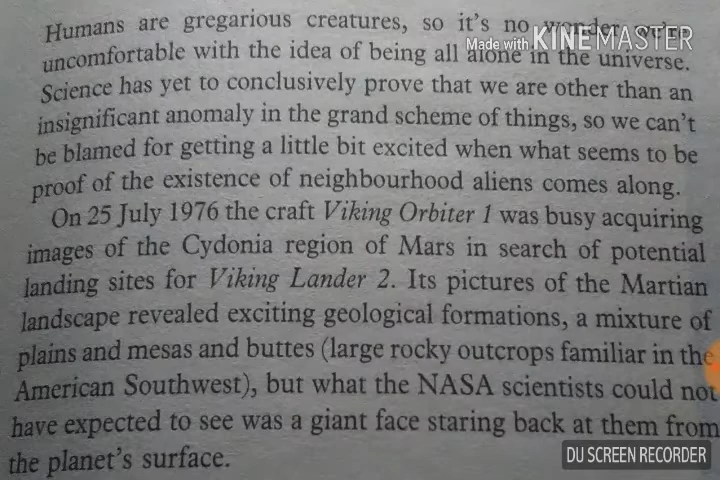 Humans are gregarious creatures, so it's no wonder we're
Made with KINEMASTER
uncomfortable with the idea of being all alone in the universe.
Science has yet to conclusively prove that we are other than an
insignificant anomaly in the grand scheme of things, so we can't
be blamed for getting a little bit excited when what seems to be
proof of the existence of neighbourhood aliens comes along.
On 25 July 1976 the craft Viking Orbiter 1 was busy acquiring
images of the Cydonia region of Mars in search of potential
landing sites for Viking Lander 2. Its pictures of the Martian
landscape revealed exciting geological formations, a mixture of
plains and mesas and buttes (large rocky outcrops familiar in the
American Southwest), but what the NASA scientists could not
have expected to see was a giant face staring back at them from
the planet's surface.
DU SCREEN RECORDER